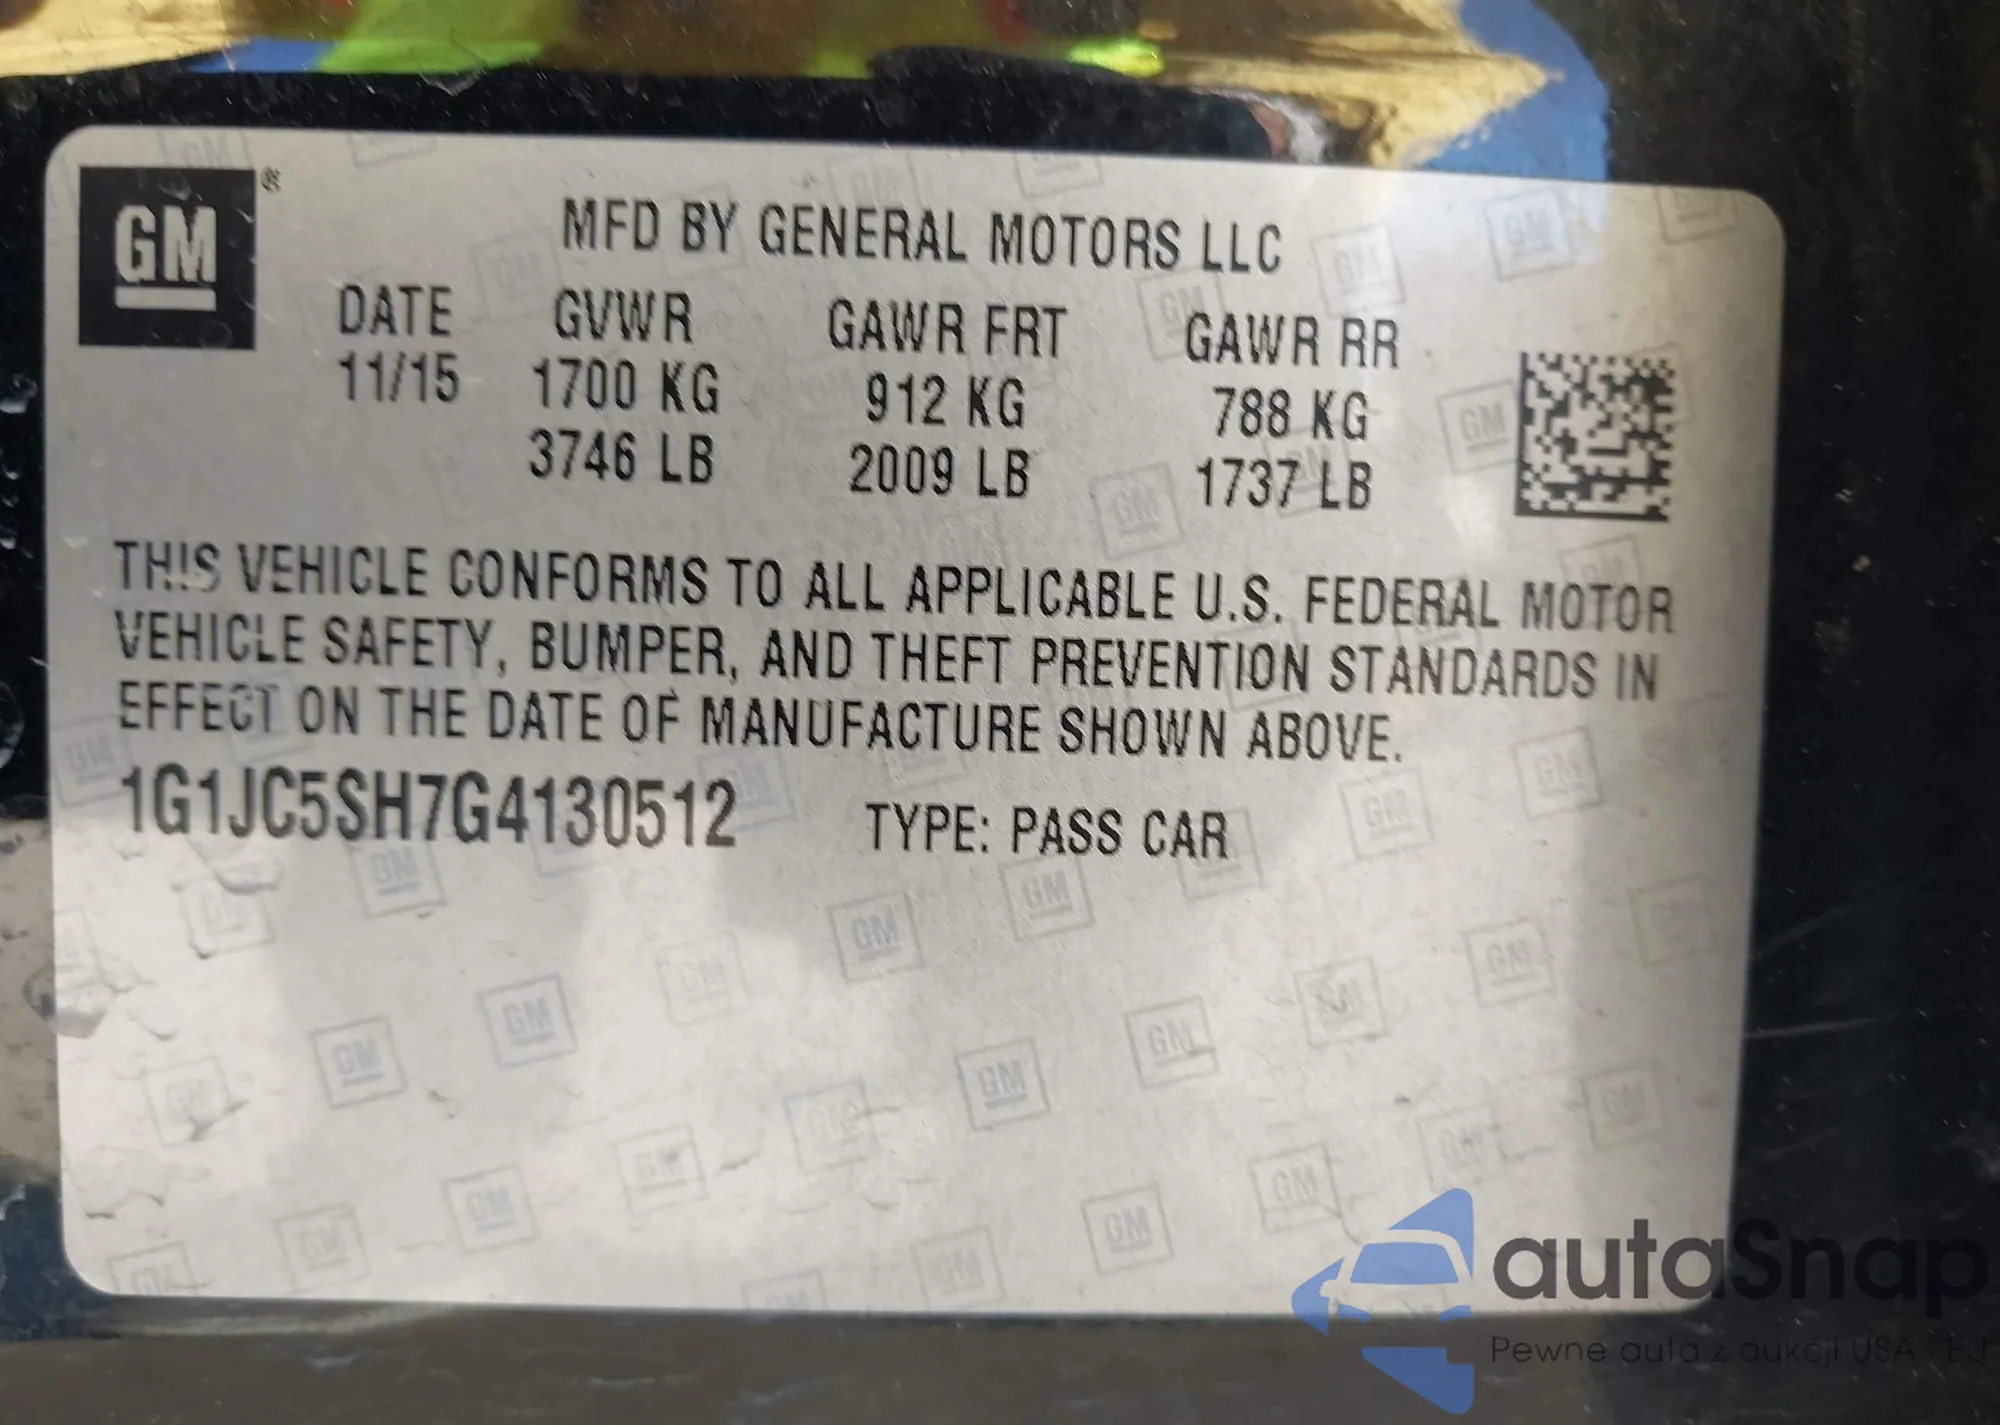 GM ®
MFD BY GENERAL MOTORS LLC
DATE GVWR GAWR FRT GAWR RR
11/15 1700 KG 912 KG 788 KG
3746 LB 2009 LB 1737 LB
THIS VEHICLE CONFORMS TO ALL APPLICABLE U.S. FEDERAL MOTOR
VEHICLE SAFETY, BUMPER, AND THEFT PREVENTION STANDARDS IN
EFFECT ON THE DATE OF MANUFACTURE SHOWN ABOVE.
1G1JC5SH7G4130512 TYPE: PASS CAR
autaSnap
Pewne auta z aukcji USA i EU